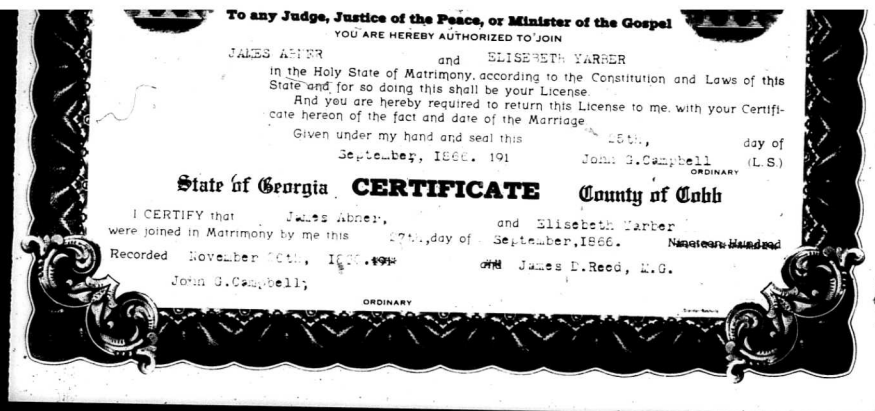 To any Judge, Justice of the Peace, or Minister of the Gospel
YOU ARE HEREBY AUTHORIZED TO JOIN
JAMES ABNER and ELISEBETH YARBER
in the Holy State of Matrimony, according to the Constitution and Laws of this
State and for so doing this shall be your License.
And you are hereby required to return this License to me, with your Certifi-
cate hereon of the fact and date of the Marriage
Given under my hand and seal this 25th, day of
September, I866. 191 John G.Campbell (L.S.)
ORDINARY
State of Georgia CERTIFICATE County of Cobb
I CERTIFY that James Abner, and Elisebeth Yarber
were joined in Matrimony by me this 27th,day of September,I866. Nineteen Hundred
Recorded November James D.Reed, M.G.
John G.Campbell,
ORDINARY